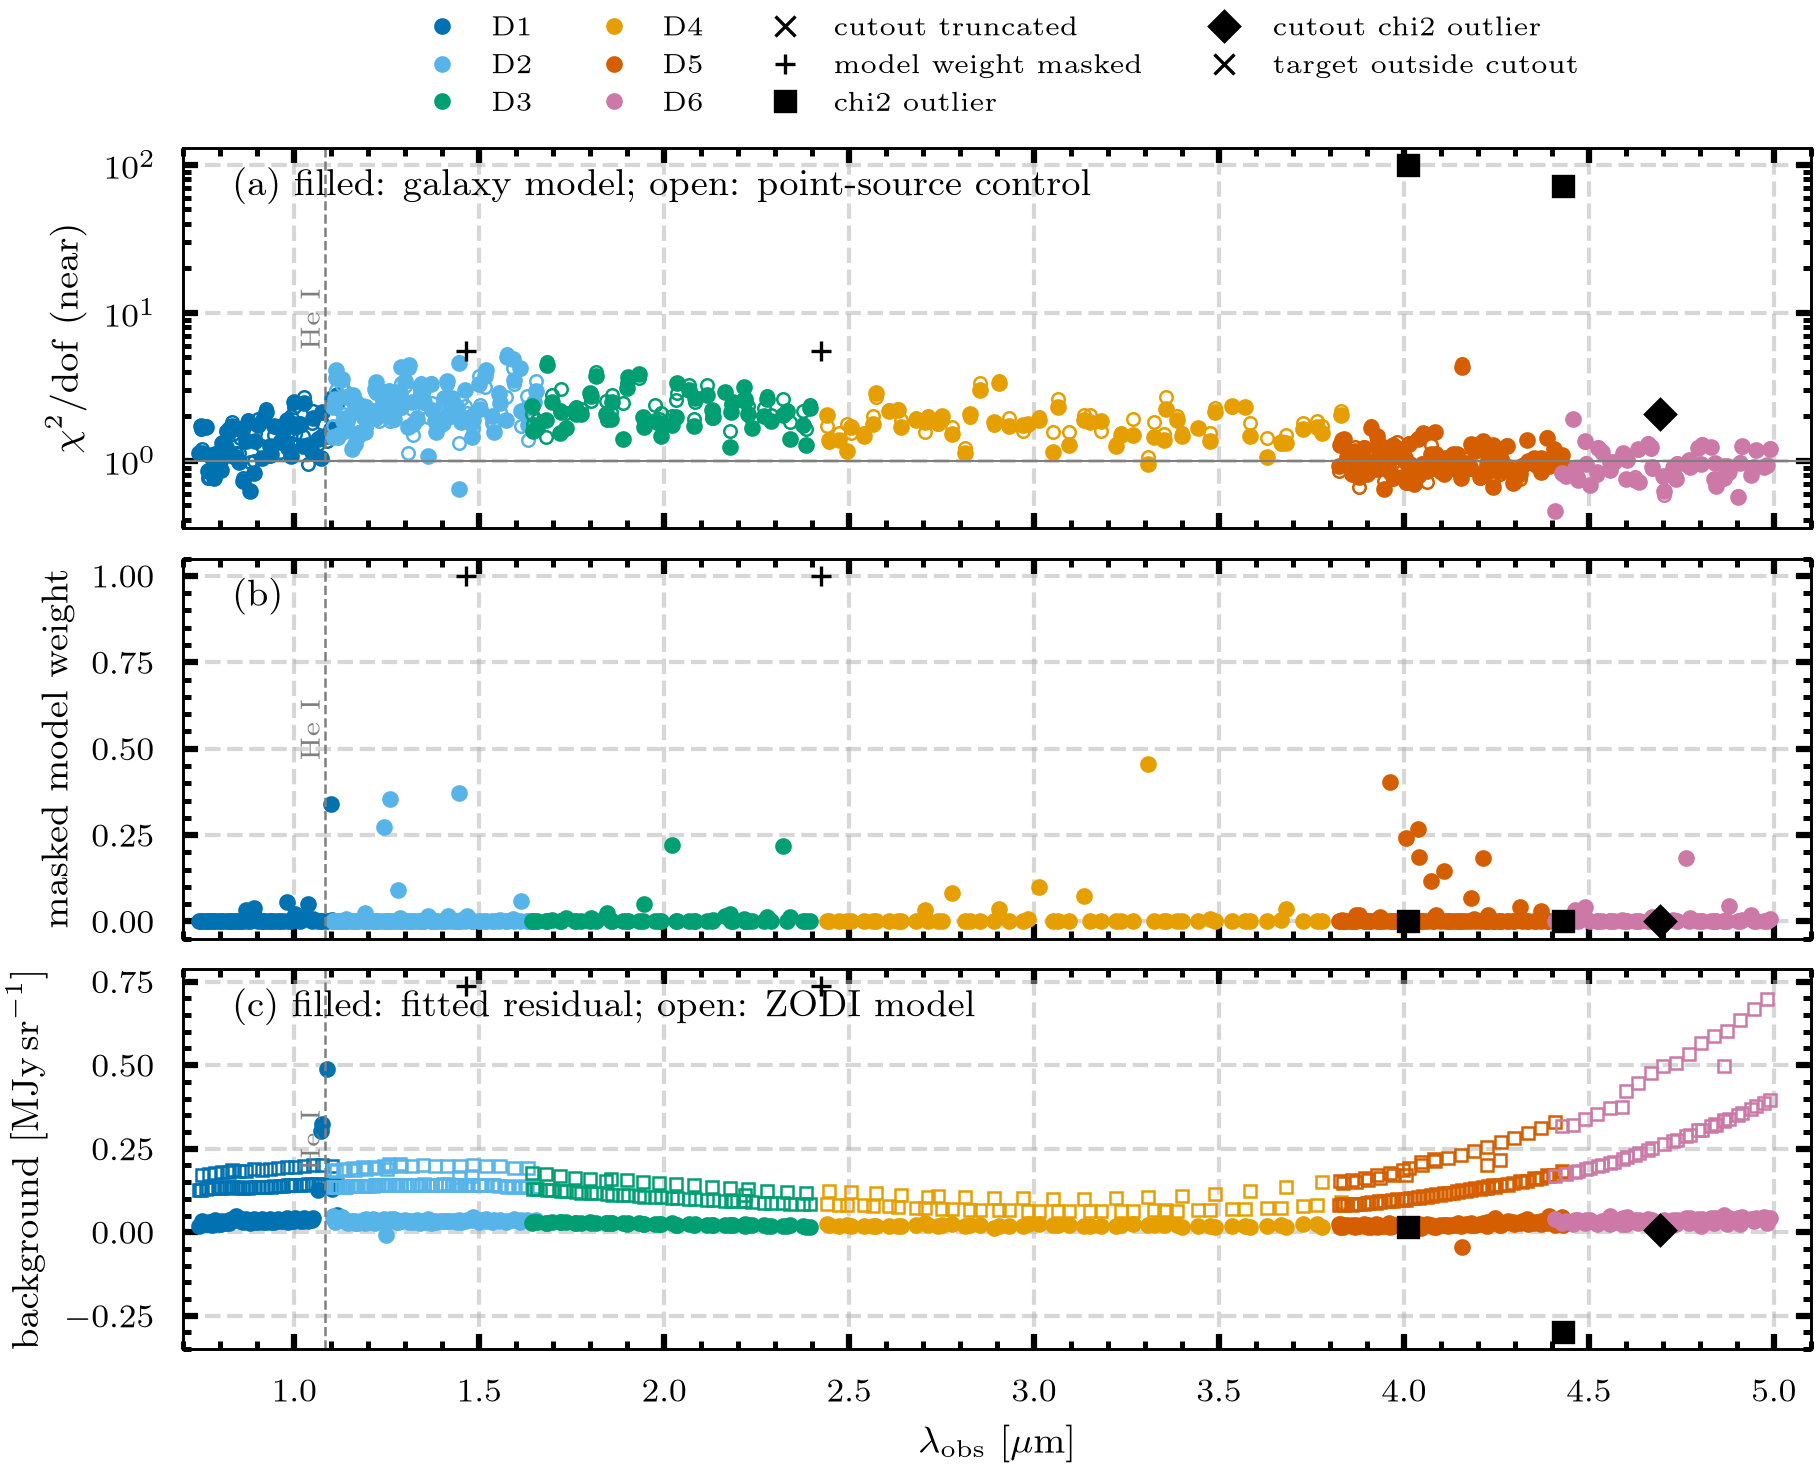 D1 D4 cutout truncated cutout chi2 outlier
D2 D5 model weight masked target outside cutout
D3 D6 chi2 outlier
10²
(a) filled: galaxy model; open: point-source control
10¹
10⁰
χ²/dof (near)
He I
1.00
(b)
0.75
0.50
0.25
0.00
masked model weight
He I
0.75
(c) filled: fitted residual; open: ZODI model
0.50
0.25
0.00
−0.25
background [MJy sr⁻¹]
He I
1.0 1.5 2.0 2.5 3.0 3.5 4.0 4.5 5.0
λobs [μm]